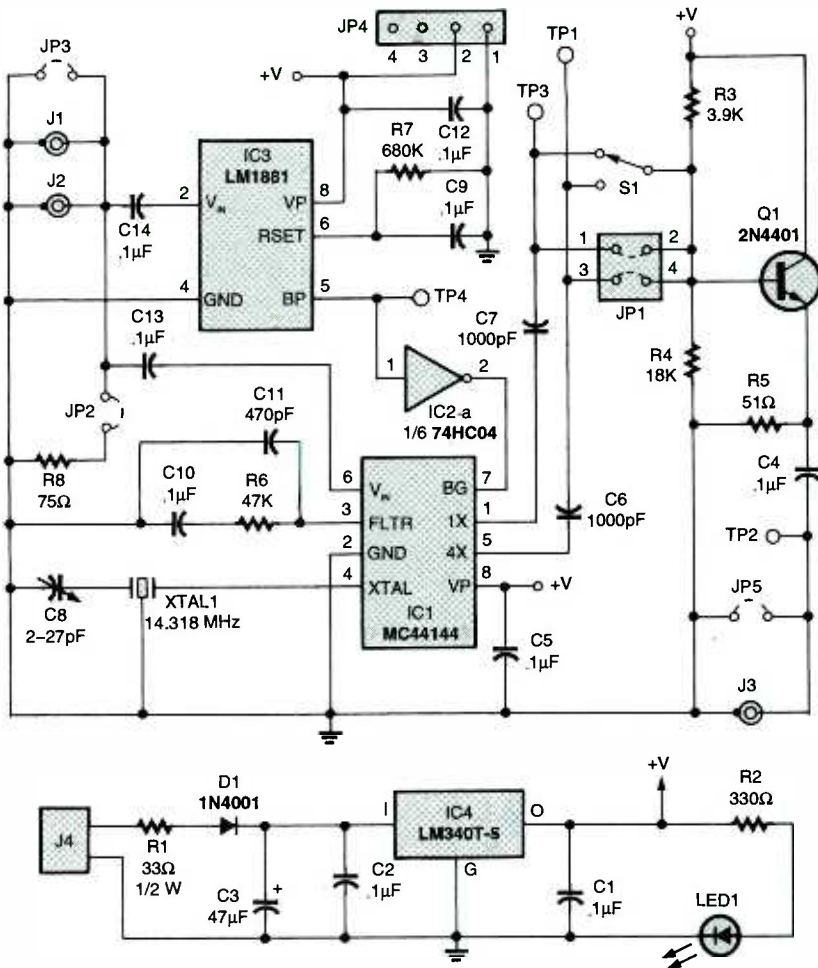 JP4
4 3 2 1
TP1
+V
JP3
+V
TP3
R3
3.9K
J1
R7
680K
C12
.1µF
IC3
LM1881
J2
S1
2
V_IN
VP
8
C9
.1µF
Q1
2N4401
C14
.1µF
RSET
6
1
2
3
4
JP1
4
GND
BP
5
TP4
C13
.1µF
C7
1000pF
R4
18K
1
2
R5
51Ω
C11
470pF
IC2-a
1/6 74HC04
JP2
C4
.1µF
R8
75Ω
C10
.1µF
R6
47K
6
V_IN
BG
7
C6
1000pF
3
FLTR
1X
1
TP2
2
GND
4X
5
4
XTAL
VP
8
+V
JP5
C8
2–27pF
XTAL1
14.318 MHz
IC1
MC44144
C5
.1µF
J3
D1
1N4001
+V
R2
330Ω
I
IC4
LM340T-5
O
J4
R1
33Ω
1/2 W
G
C2
.1µF
C3
47µF
+
C1
.1µF
LED1